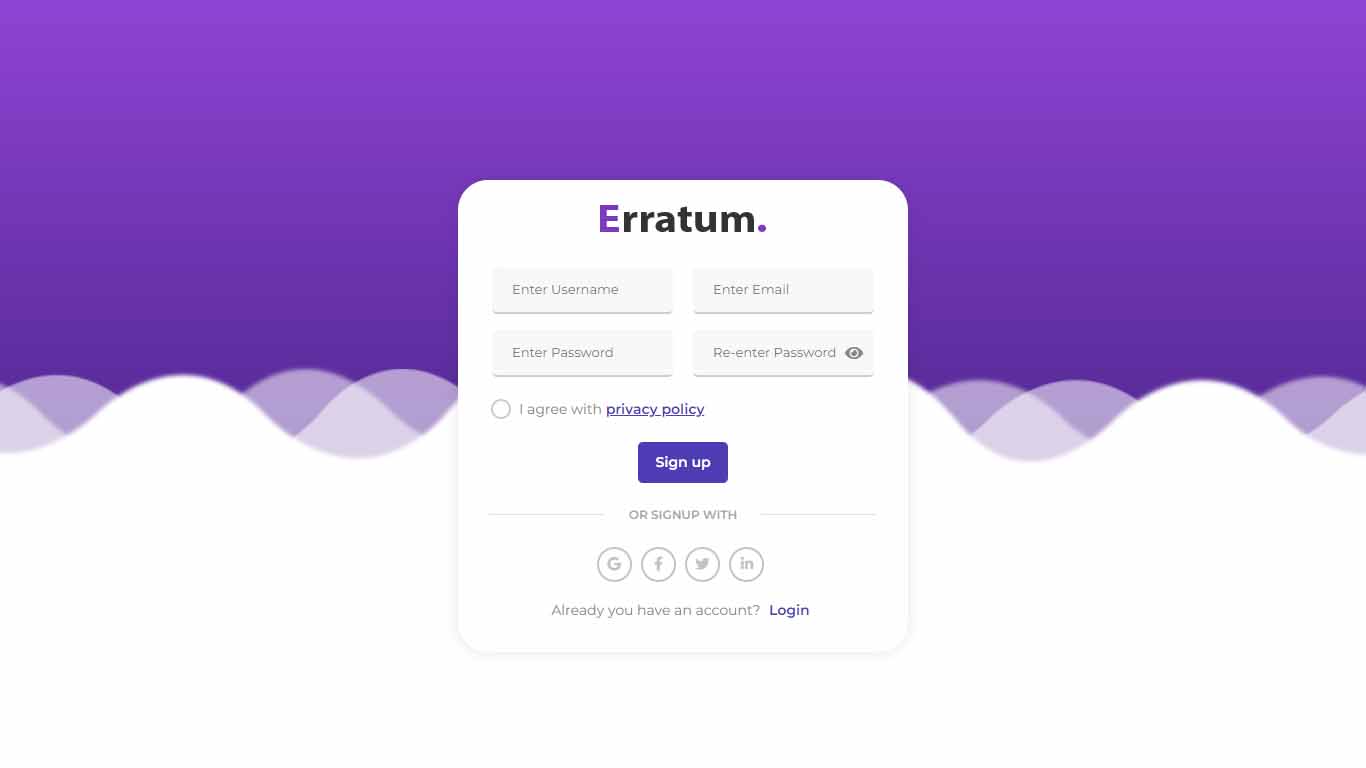 Erratum.
Enter Username
Enter Email
Enter Password
Re-enter Password
I agree with privacy policy
Sign up
OR SIGNUP WITH
Already you have an account? Login